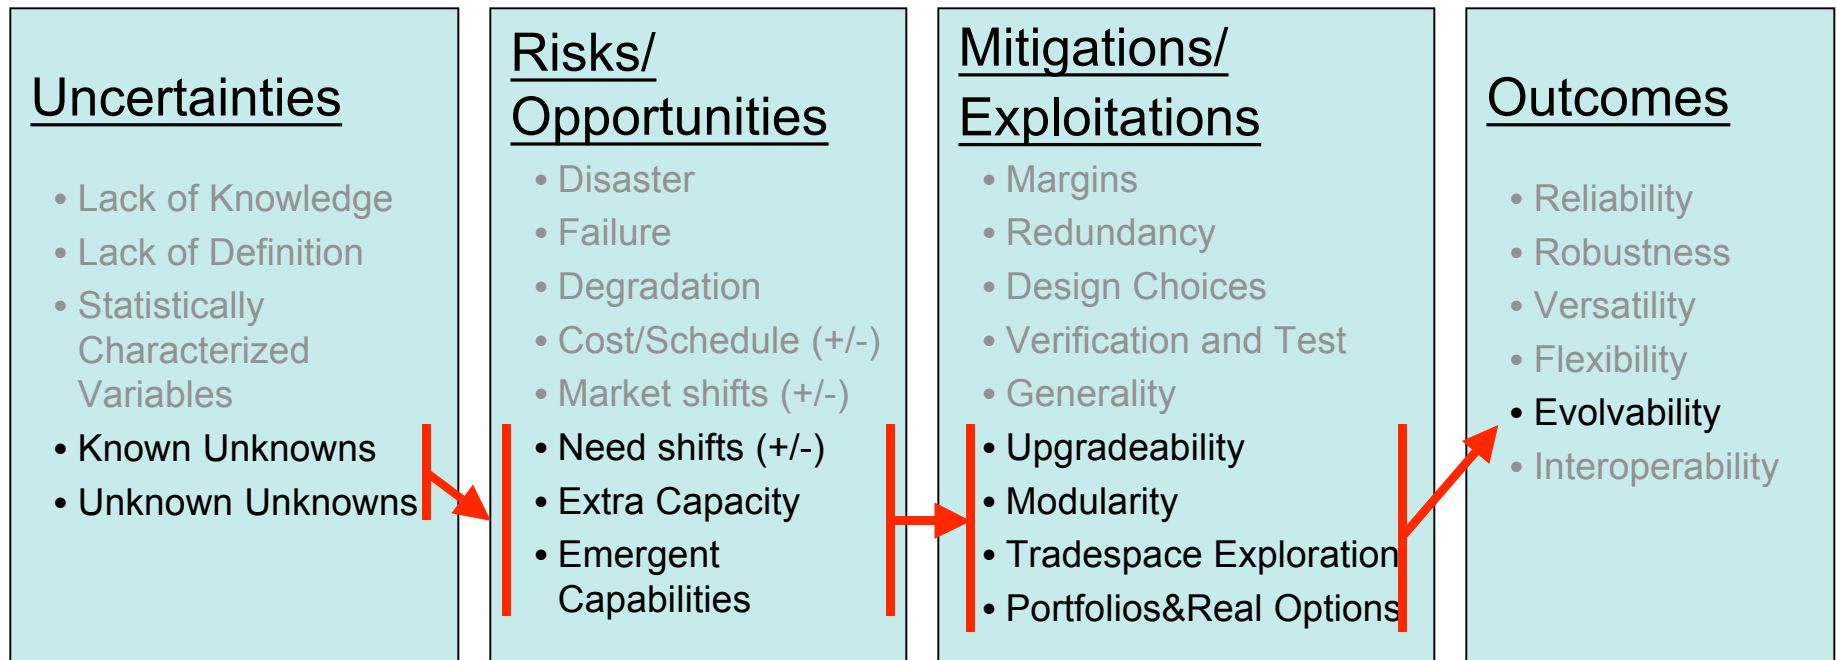 Uncertainties
• Lack of Knowledge
• Lack of Definition
• Statistically
Characterized
Variables
• Known Unknowns
• Unknown Unknowns
Risks/
Opportunities
• Disaster
• Failure
• Degradation
• Cost/Schedule (+/-)
• Market shifts (+/-)
• Need shifts (+/-)
• Extra Capacity
• Emergent
Capabilities
Mitigations/
Exploitations
• Margins
• Redundancy
• Design Choices
• Verification and Test
• Generality
• Upgradeability
• Modularity
• Tradespace Exploration
• Portfolios&Real Options
Outcomes
• Reliability
• Robustness
• Versatility
• Flexibility
• Evolvability
• Interoperability